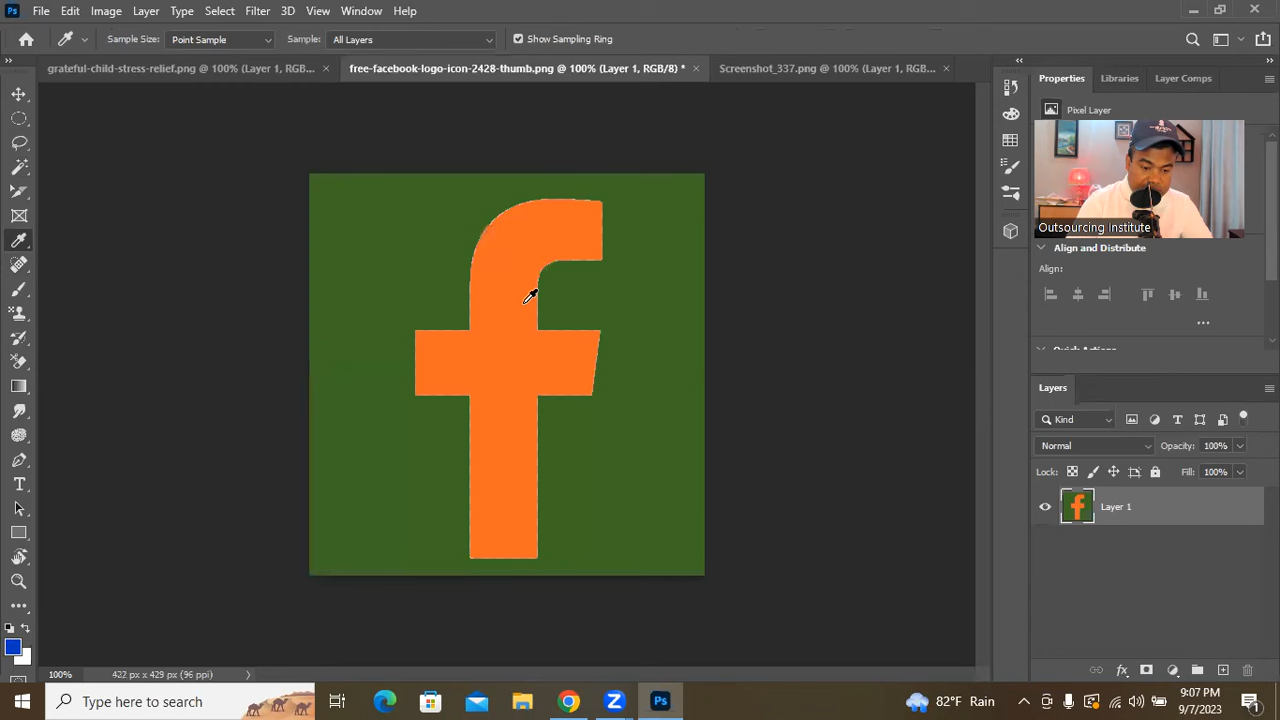 Ps File Edit Image Layer Type Select Filter 3D View Window Help
Sample Size: Point Sample Sample: All Layers Show Sampling Ring
grateful-child-stress-relief.png @ 100% (Layer 1, RGB... × free-facebook-logo-icon-2428-thumb.png @ 100% (Layer 1, RGB/8) * × Screenshot_337.png @ 100% (Layer 1, RGB/8... ×
Properties Libraries Layer Comps
Pixel Layer
Outsourcing Institute
Align and Distribute
Align:
f
Layers
Kind
Normal Opacity: 100%
Lock: Fill: 100%
Layer 1
100% 422 px x 429 px (96 ppi)
Type here to search
Ps
82°F Rain
9:07 PM
9/7/2023
1